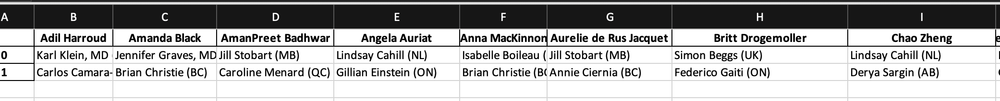 A B C D E F G H I
Adil Harroud Amanda Black AmanPreet Badhwar Angela Auriat Anna MacKinnon Aurelie de Rus Jacquet Britt Drogemoller Chao Zheng
0 Karl Klein, MD Jennifer Graves, MD Jill Stobart (MB) Lindsay Cahill (NL) Isabelle Boileau ( Jill Stobart (MB) Simon Beggs (UK) Lindsay Cahill (NL)
1 Carlos Camara- Brian Christie (BC) Caroline Menard (QC) Gillian Einstein (ON) Brian Christie (BC Annie Ciernia (BC) Federico Gaiti (ON) Derya Sargin (AB)